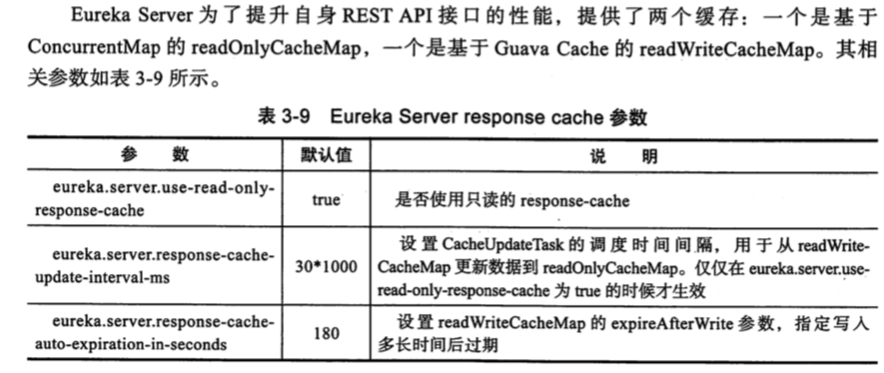 Eureka Server 为了提升自身 REST API 接口的性能，提供了两个缓存：一个是基于
ConcurrentMap 的 readOnlyCacheMap，一个是基于 Guava Cache 的 readWriteCacheMap。其相
关参数如表 3-9 所示。
表 3-9 Eureka Server response cache 参数
参 数 默认值 说 明
eureka.server.use-read-only-
response-cache
true
是否使用只读的 response-cache
eureka.server.response-cache-
update-interval-ms
30*1000
设置 CacheUpdateTask 的调度时间间隔，用于从 readWrite-
CacheMap 更新数据到 readOnlyCacheMap。仅仅在 eureka.server.use-
read-only-response-cache 为 true 的时候才生效
eureka.server.response-cache-
auto-expiration-in-seconds
180
设置 readWriteCacheMap 的 expireAfterWrite 参数，指定写入
多长时间后过期